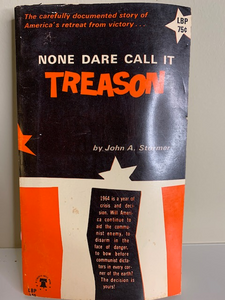 The carefully documented story of
America's retreat from victory...
LBP
75¢
NONE DARE CALL IT
TREASON
by John A. Stormer
1964 is a year of
crisis and deci-
sion. Will Ameri-
ca continue to
aid the commu-
nist enemy, to
disarm in the
face of danger,
to bow before
communist dicta-
tors in every cor-
ner of the earth?
The decision is
yours!
LBP